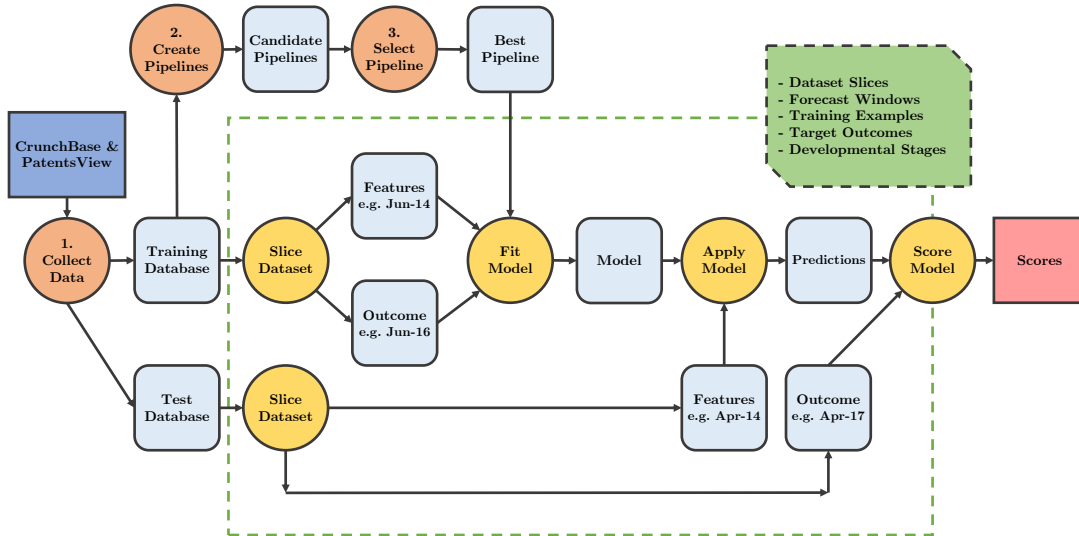 2.
Create
Pipelines
Candidate
Pipelines
3.
Select
Pipeline
Best
Pipeline
- Dataset Slices
- Forecast Windows
- Training Examples
- Target Outcomes
- Developmental Stages
CrunchBase &
PatentsView
Features
e.g. Jun-14
1.
Collect
Data
Training
Database
Slice
Dataset
Fit
Model
Model
Apply
Model
Predictions
Score
Model
Scores
Outcome
e.g. Jun-16
Test
Database
Slice
Dataset
Features
e.g. Apr-14
Outcome
e.g. Apr-17